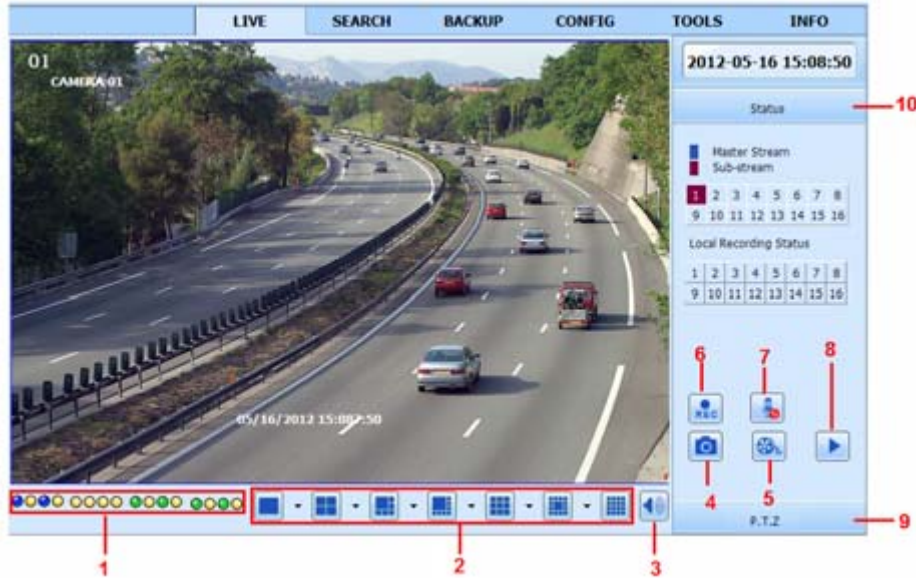 LIVE SEARCH BACKUP CONFIG TOOLS INFO
01
CAMERA 01
2012-05-16 15:08:50
Status
10
Master Stream
Sub-stream
1 2 3 4 5 6 7 8
9 10 11 12 13 14 15 16
Local Recording Status
1 2 3 4 5 6 7 8
9 10 11 12 13 14 15 16
6 7 8
REC
4 5
05/16/2012
P.T.Z
9
1 2 3